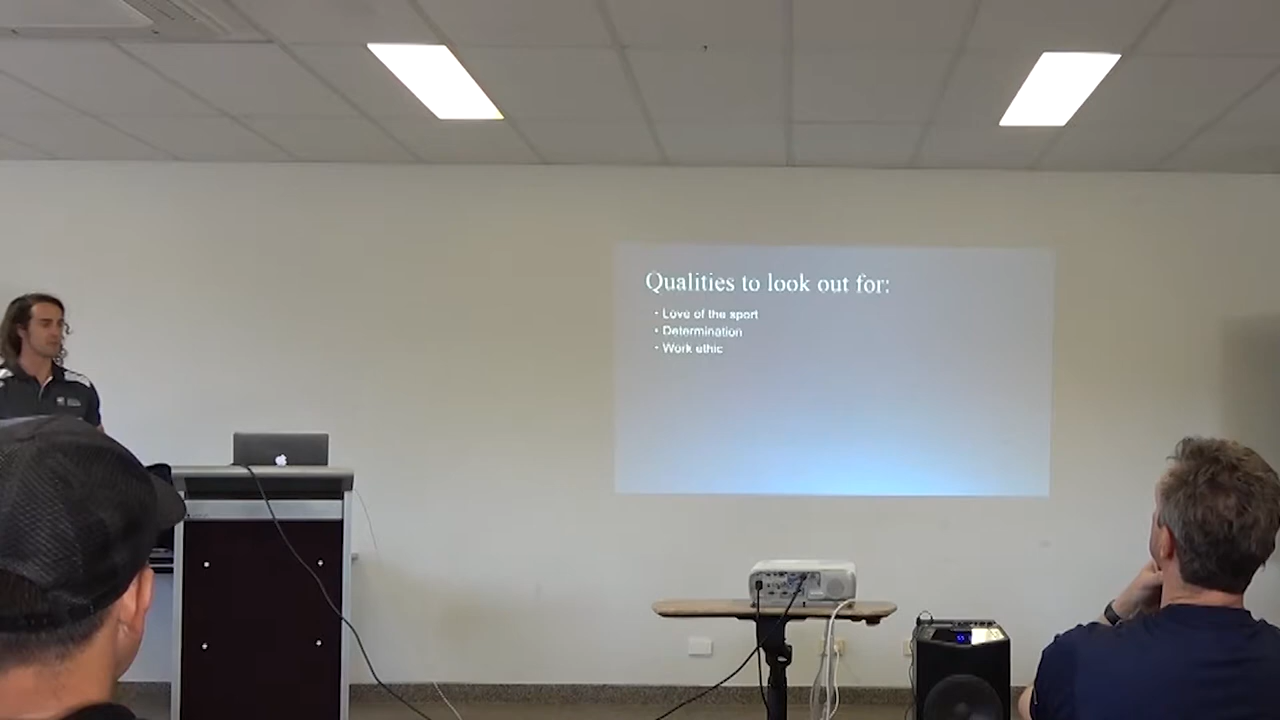 Qualities to look out for:
• Love of the sport
• Determination
• Work ethic